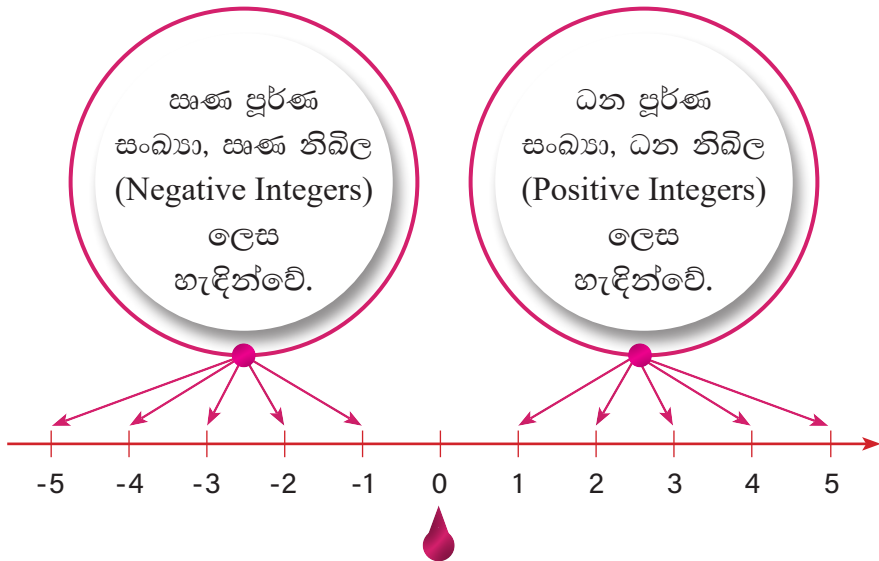 ඍණ පූර්ණ
සංඛ්‍යා, ඍණ නිඛිල
(Negative Integers)
ලෙස
හැඳින්වේ.
ධන පූර්ණ
සංඛ්‍යා, ධන නිඛිල
(Positive Integers)
ලෙස
හැඳින්වේ.
-5 -4 -3 -2 -1 0 1 2 3 4 5